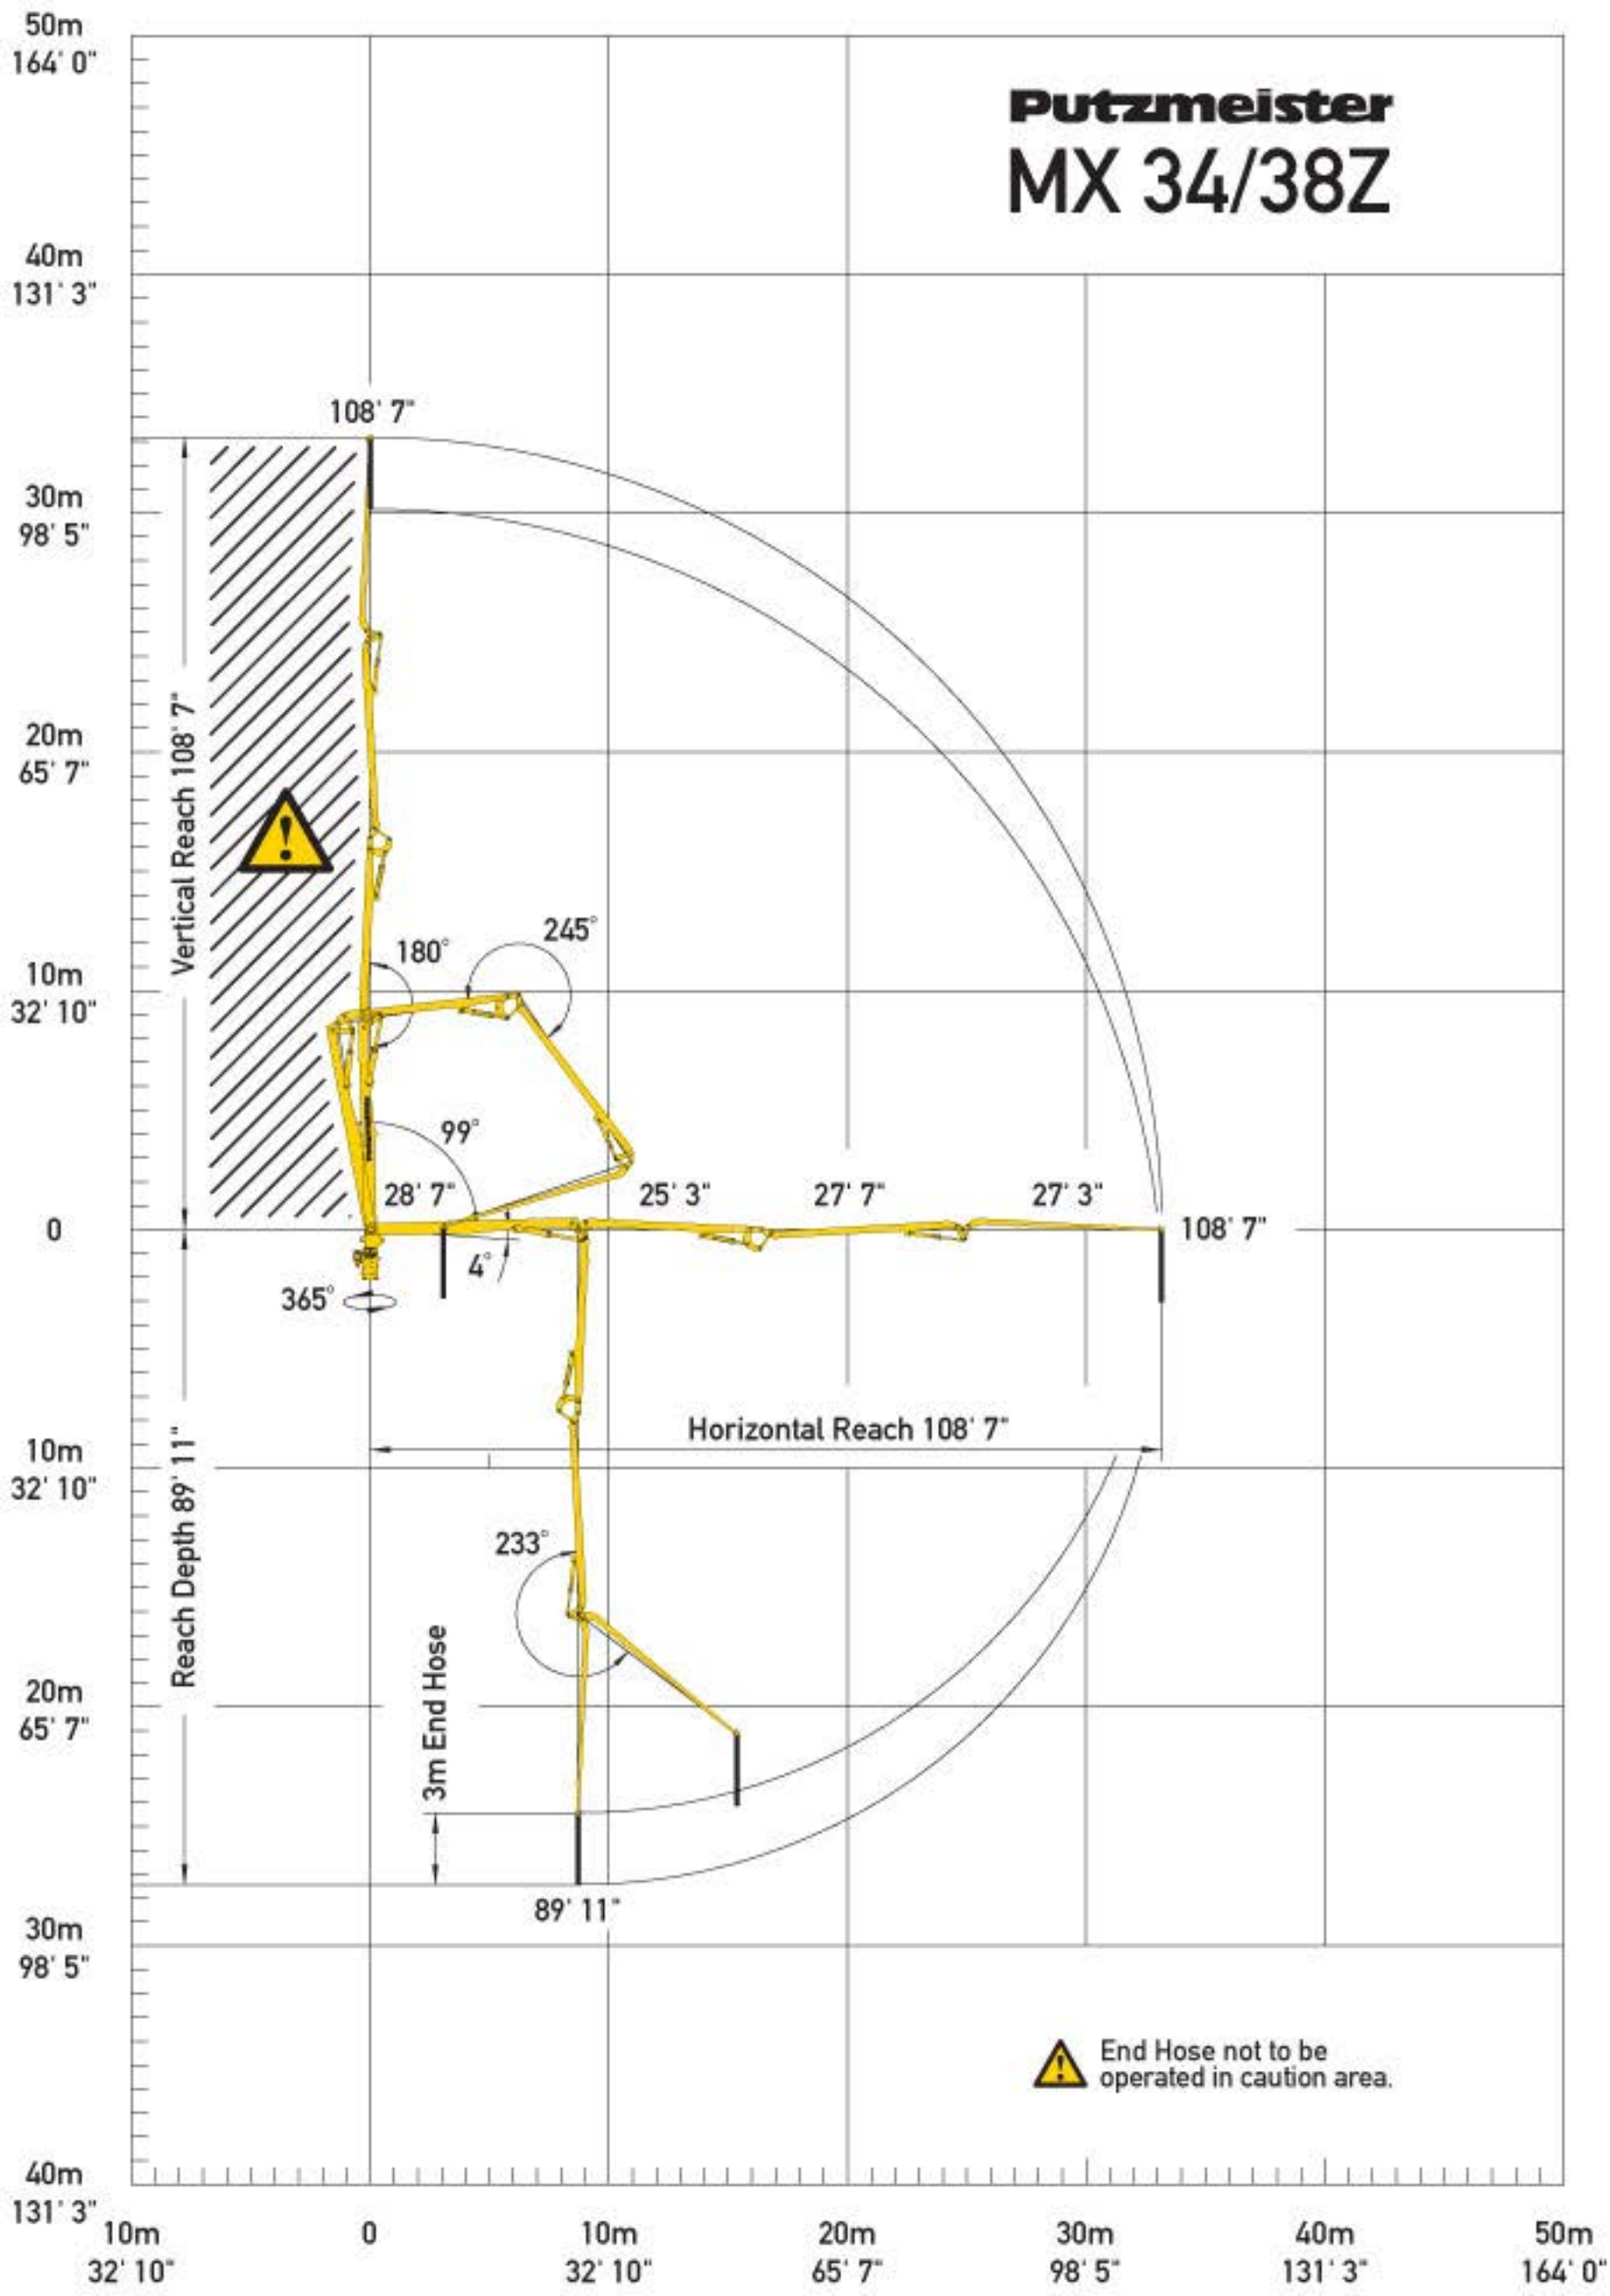 50m
164' 0"
Putzmeister
MX 34/38Z
40m
131' 3"
108' 7"
30m
98' 5"
Vertical Reach 108' 7"
20m
65' 7"
245°
180°
10m
32' 10"
99°
28' 7"
25' 3"
27' 7"
27' 3"
0
108' 7"
4°
365°
Horizontal Reach 108' 7"
10m
32' 10"
Reach Depth 89' 11"
233°
3m End Hose
20m
65' 7"
89' 11"
30m
98' 5"
End Hose not to be
operated in caution area.
40m
131' 3"
10m 0 10m 20m 30m 40m 50m
32' 10" 32' 10" 65' 7" 98' 5" 131' 3" 164' 0"